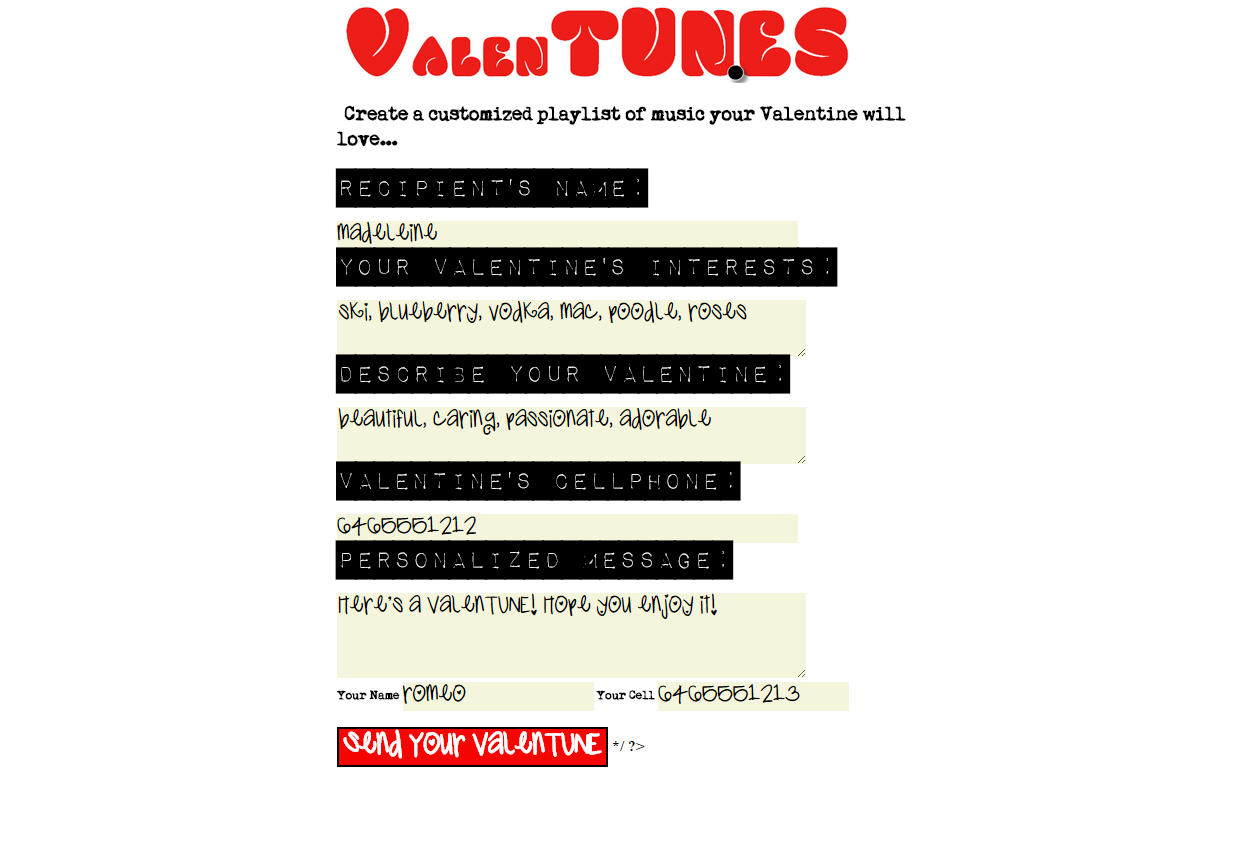 ValenTUNES
Create a customized playlist of music your Valentine will
love...
RECIPIENT'S NAME:
madeleine
YOUR VALENTINE'S INTERESTS:
ski, blueberry, vodka, mac, poodle, roses
DESCRIBE YOUR VALENTINE:
beautiful, caring, passionate, adorable
VALENTINE'S CELLPHONE:
6465551212
PERSONALIZED MESSAGE:
Here's a ValenTUNE! Hope you enjoy it!
Your Name romeo Your Cell 6465551213
Send Your ValenTUNE */ ?>